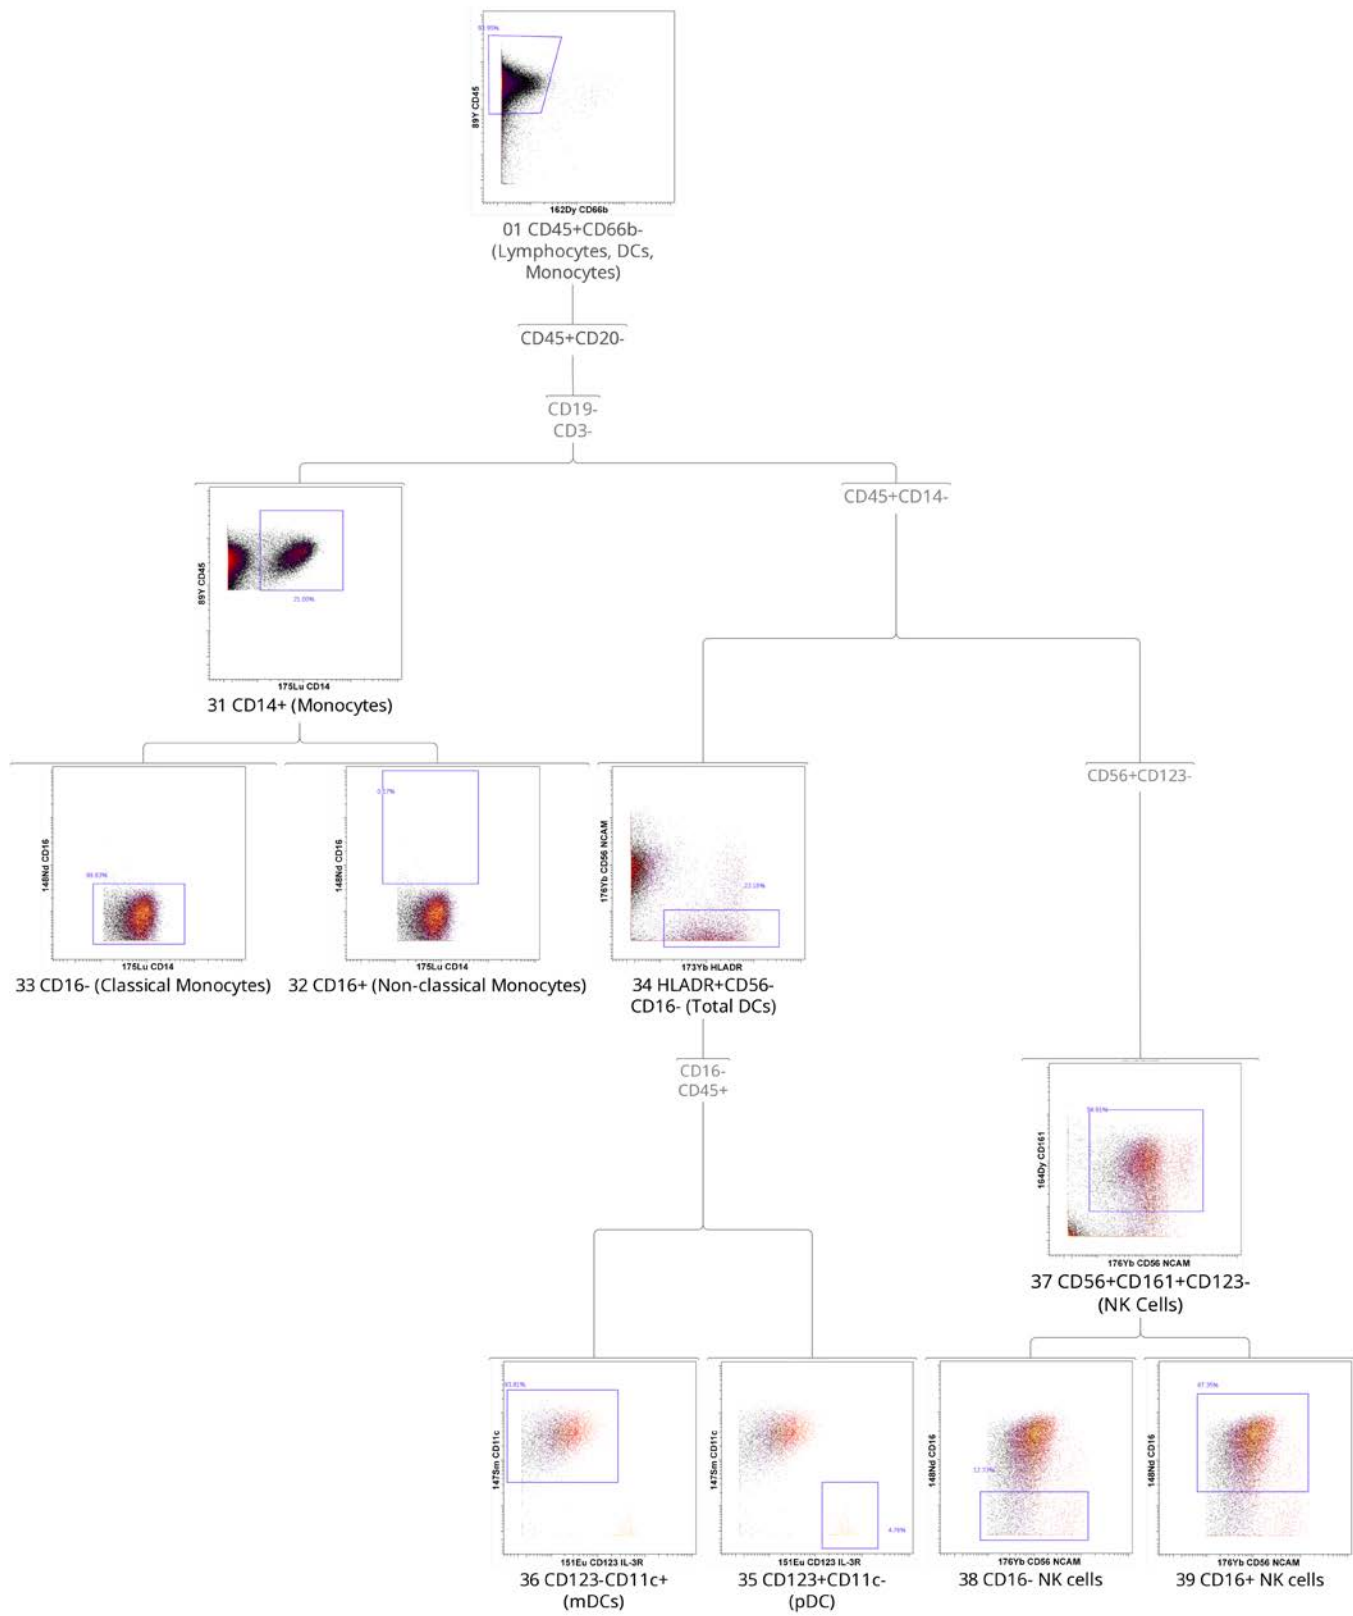 89Y CD45
162Dy CD66b
01 CD45+CD66b-
(Lymphocytes, DCs,
Monocytes)
CD45+CD20-
CD19-
CD3-
89Y CD45
175Lu CD14
31 CD14+ (Monocytes)
CD45+CD14-
148Nd CD16
175Lu CD14
33 CD16- (Classical Monocytes)
148Nd CD16
175Lu CD14
32 CD16+ (Non-classical Monocytes)
176Yb CD56 NCAM
23.18%
173Yb HLADR
34 HLADR+CD56-
CD16- (Total DCs)
CD56+CD123-
CD16-
CD45+
164Dy CD161
176Yb CD56 NCAM
37 CD56+CD161+CD123-
(NK Cells)
147Sm CD11c
151Eu CD123 IL-3R
36 CD123-CD11c+
(mDCs)
147Sm CD11c
4.76%
151Eu CD123 IL-3R
35 CD123+CD11c-
(pDC)
148Nd CD16
176Yb CD56 NCAM
38 CD16- NK cells
148Nd CD16
176Yb CD56 NCAM
39 CD16+ NK cells